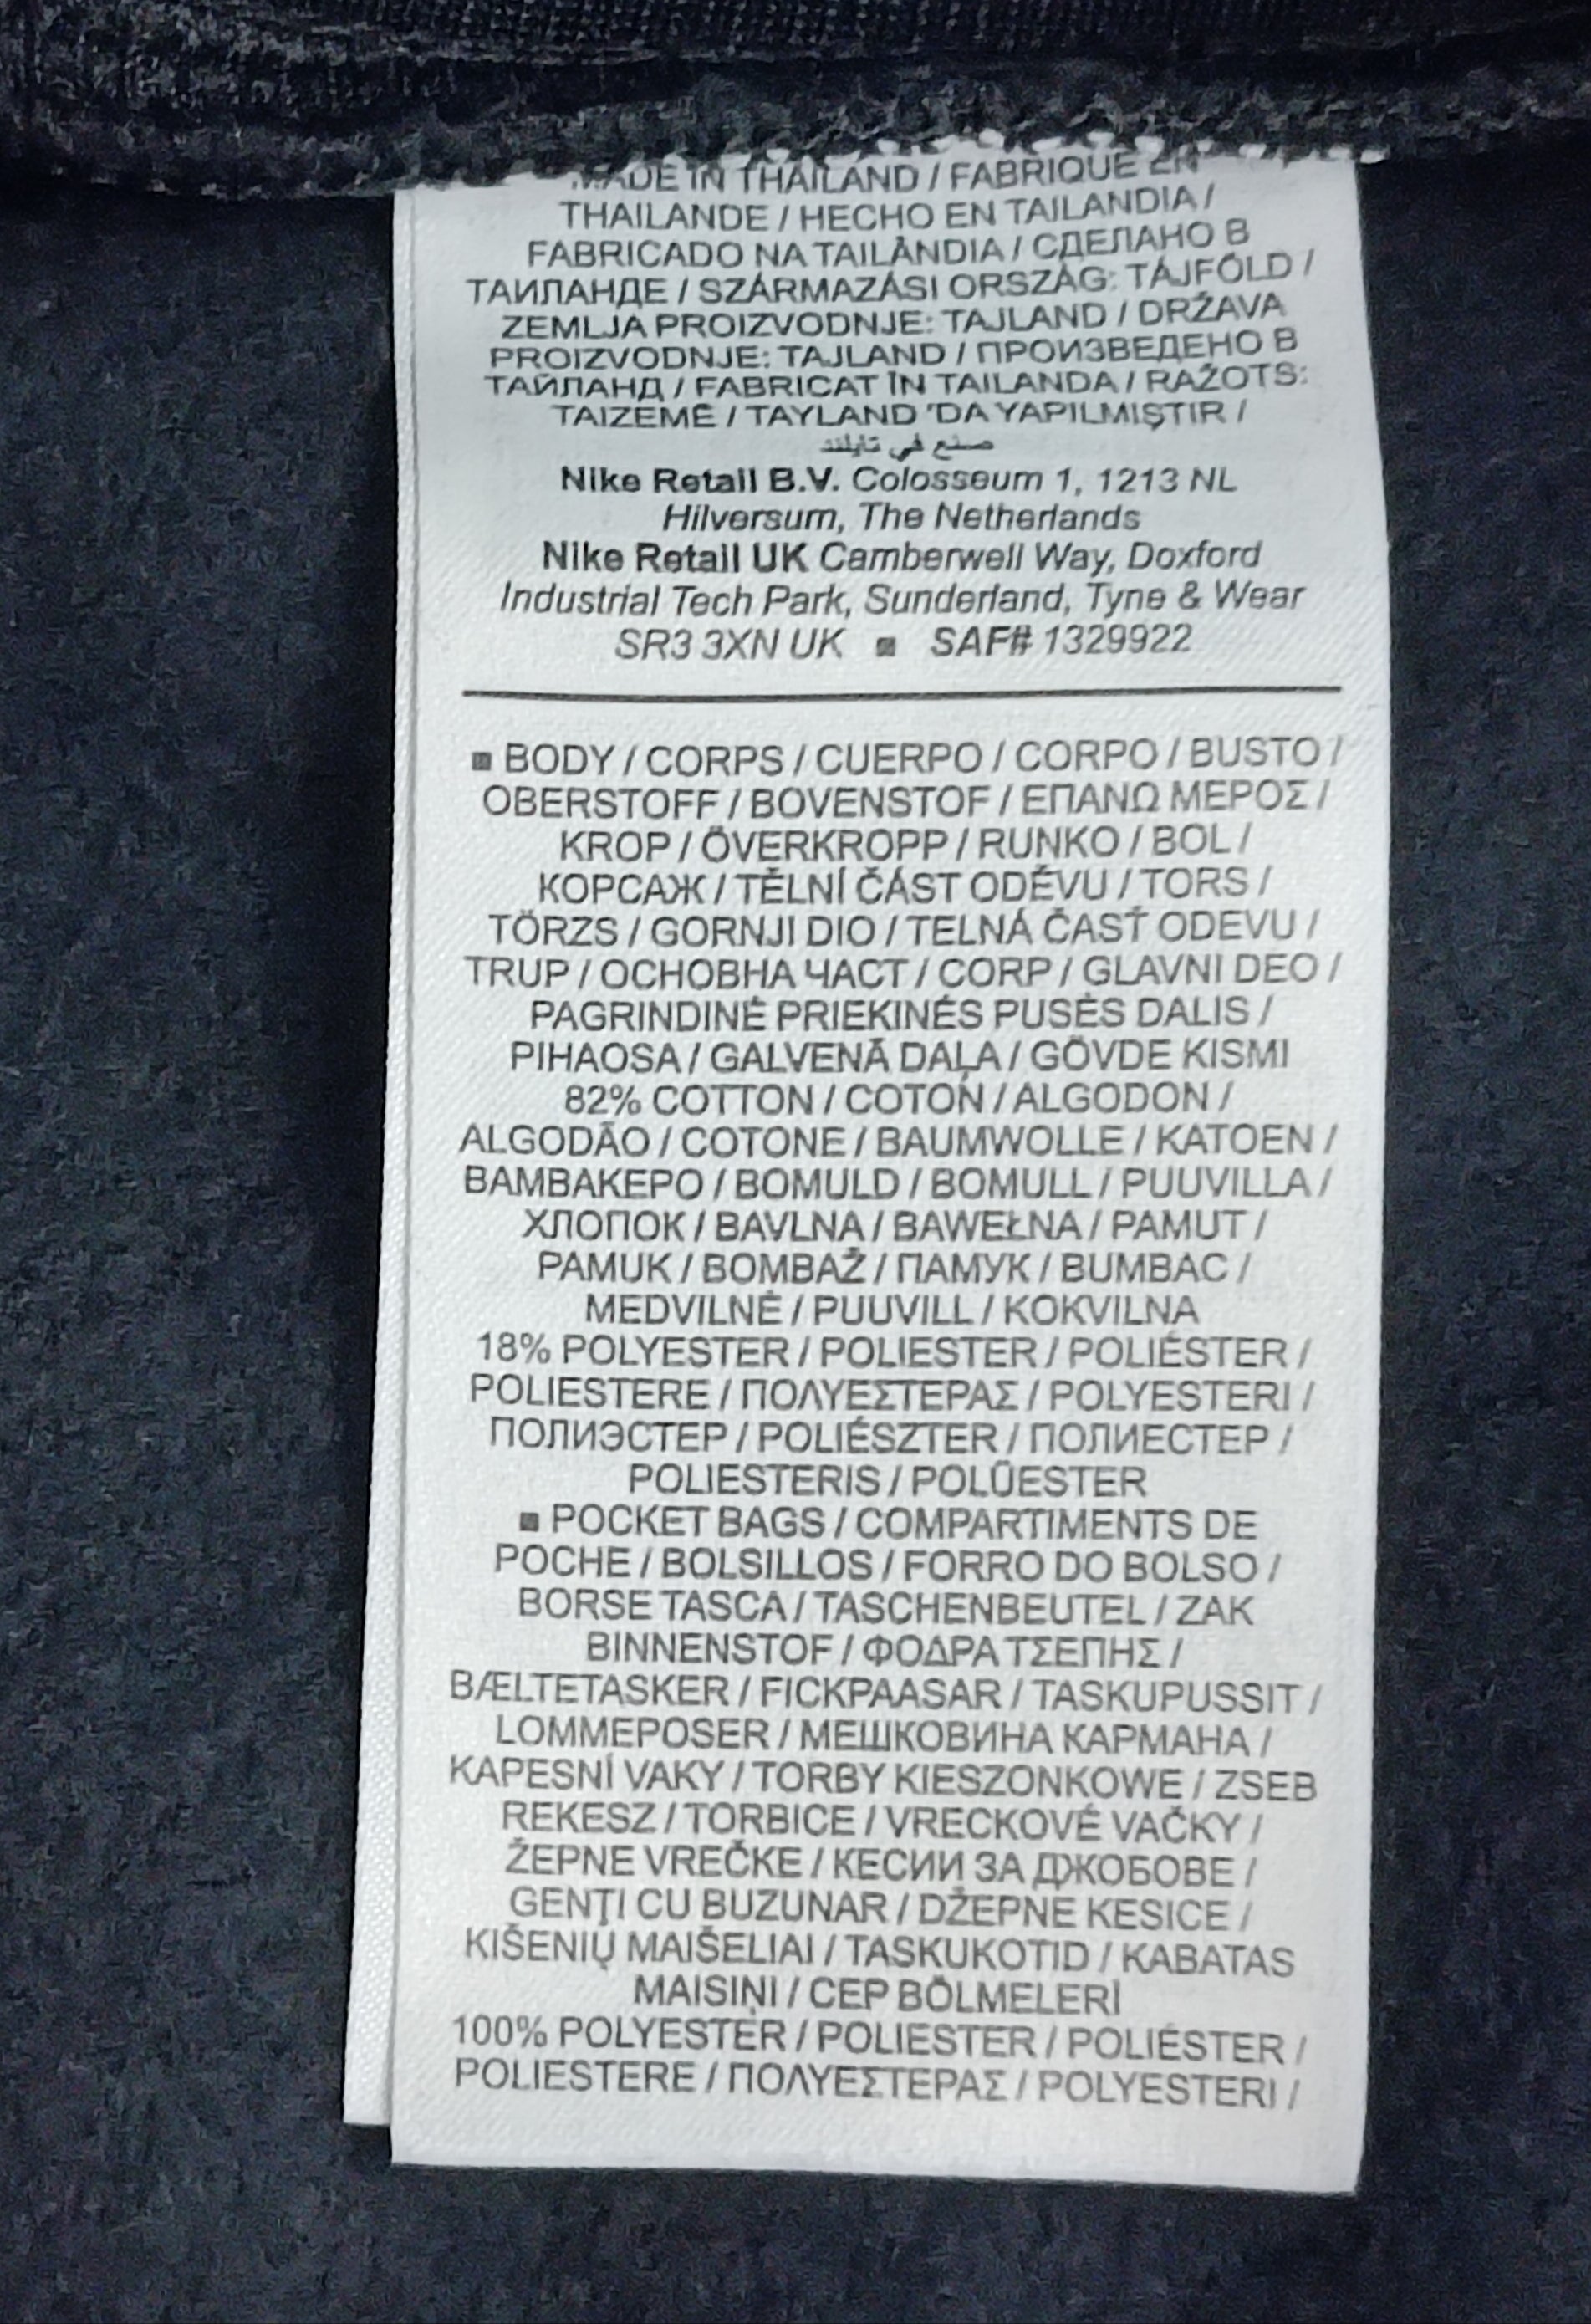 MADE IN THAILAND / FABRIQUE EN
THAILANDE / HECHO EN TAILANDIA /
FABRICADO NA TAILÂNDIA / СДЕЛАНО В
ТАИЛАНДЕ / SZÁRMAZÁSI ORSZÁG: TÁJFÖLD /
ZEMLJA PROIZVODNJE: TAJLAND / DRŽAVA
PROIZVODNJE: TAJLAND / ПРОИЗВЕДЕНО В
ТАЙЛАНД / FABRICAT ÎN TAILANDA / RAŽOTS:
TAIZEMĒ / TAYLAND 'DA YAPILMIŞTIR /
صنع في تايلند
Nike Retail B.V. Colosseum 1, 1213 NL
Hilversum, The Netherlands
Nike Retail UK Camberwell Way, Doxford
Industrial Tech Park, Sunderland, Tyne & Wear
SR3 3XN UK ■ SAF# 1329922
■ BODY / CORPS / CUERPO / CORPO / BUSTO /
OBERSTOFF / BOVENSTOF / ΕΠΑΝΩ ΜΕΡΟΣ /
KROP / ÖVERKROPP / RUNKO / BOL /
КОРСАЖ / TĚLNÍ ČÁST ODĚVU / TORS /
TÖRZS / GORNJI DIO / TELNÁ ČASŤ ODEVU /
TRUP / ОСНОВНА ЧАСТ / CORP / GLAVNI DEO /
PAGRINDINĖ PRIEKINĖS PUSĖS DALIS /
PIHAOSA / GALVENĀ DAĻA / GÖVDE KISMI
82% COTTON / COTON / ALGODON /
ALGODÃO / COTONE / BAUMWOLLE / KATOEN /
ΒΑΜΒΑΚΕΡΟ / BOMULD / BOMULL / PUUVILLA /
ХЛОПОК / BAVLNA / BAWEŁNA / PAMUT /
PAMUK / BOMBAŽ / ПАМУК / BUMBAC /
MEDVILNĖ / PUUVILL / KOKVILNA
18% POLYESTER / POLIESTER / POLIÉSTER /
POLIESTERE / ΠΟΛΥΕΣΤΕΡΑΣ / POLYESTERI /
ПОЛИЭСТЕР / POLIÉSZTER / ПОЛИЕСТЕР /
POLIESTERIS / POLÜESTER
■ POCKET BAGS / COMPARTIMENTS DE
POCHE / BOLSILLOS / FORRO DO BOLSO /
BORSE TASCA / TASCHENBEUTEL / ZAK
BINNENSTOF / ΦΟΔΡΑ ΤΣΕΠΗΣ /
BÆLTETASKER / FICKPAASAR / TASKUPUSSIT /
LOMMEPOSER / МЕШКОВИНА КАРМАНА /
KAPESNÍ VAKY / TORBY KIESZONKOWE / ZSEB
REKESZ / TORBICE / VRECKOVÉ VAČKY /
ŽEPNE VREČKE / КЕСИИ ЗА ДЖОБОВЕ /
GENŢI CU BUZUNAR / DŽEPNE KESICE /
KIŠENIŲ MAIŠELIAI / TASKUKOTID / KABATAS
MAISIŅI / CEP BÖLMELERİ
100% POLYESTER / POLIESTER / POLIÉSTER /
POLIESTERE / ΠΟΛΥΕΣΤΕΡΑΣ / POLYESTERI /